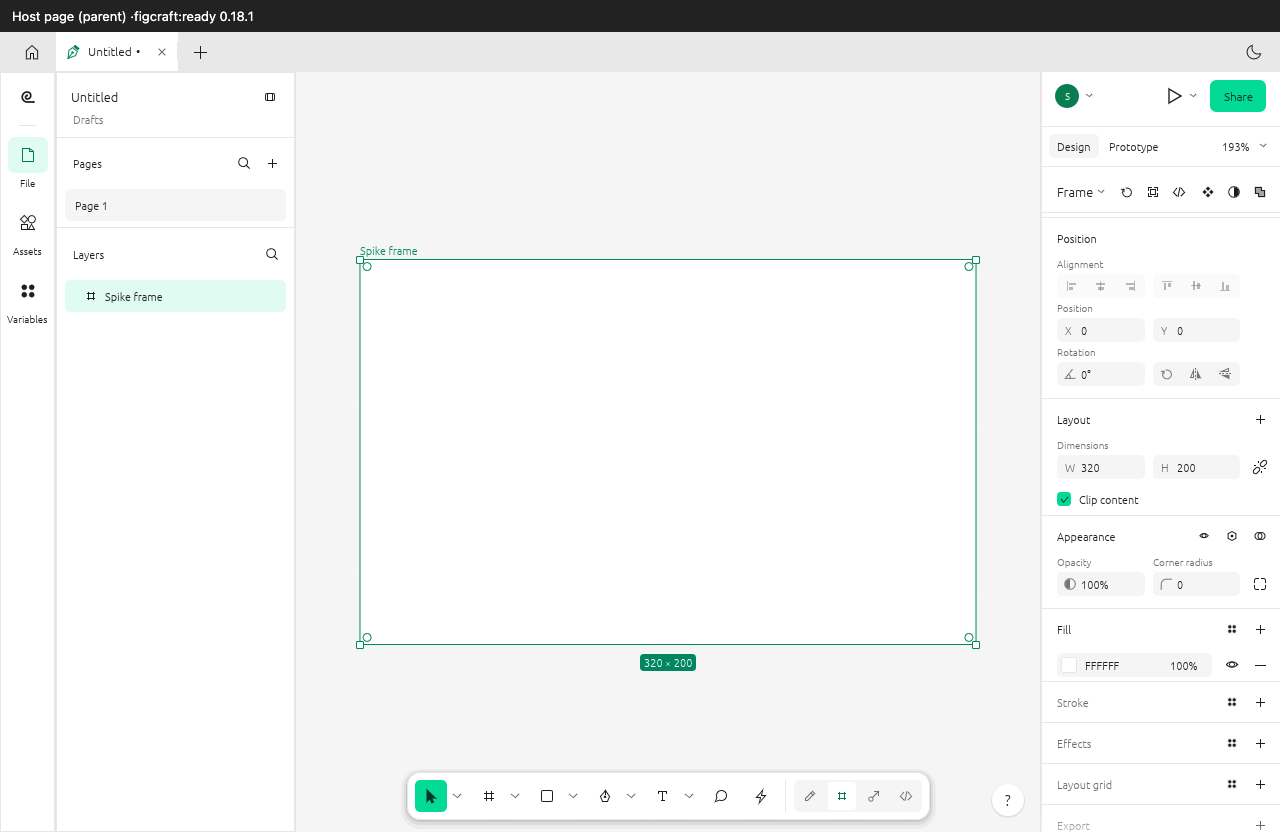 Host page (parent) ·figcraft:ready 0.18.1
Untitled •
Untitled
Drafts
File
Assets
Variables
Pages
Page 1
Layers
Spike frame
Spike frame
320 × 200
S
Share
Design
Prototype
193%
Frame
Position
Alignment
Position
X 0
Y 0
Rotation
0°
Layout
Dimensions
W 320
H 200
Clip content
Appearance
Opacity
Corner radius
100%
0
Fill
FFFFFF
100%
Stroke
Effects
Layout grid
Export
T
?